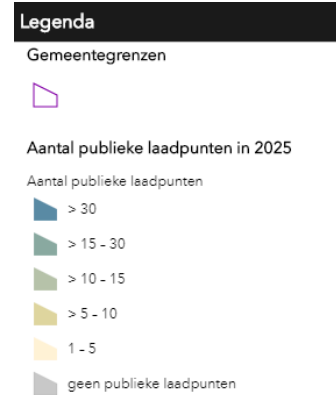 Legenda
Gemeentegrenzen
Aantal publieke laadpunten in 2025
Aantal publieke laadpunten
> 30
> 15 - 30
> 10 - 15
> 5 - 10
1 - 5
geen publieke laadpunten